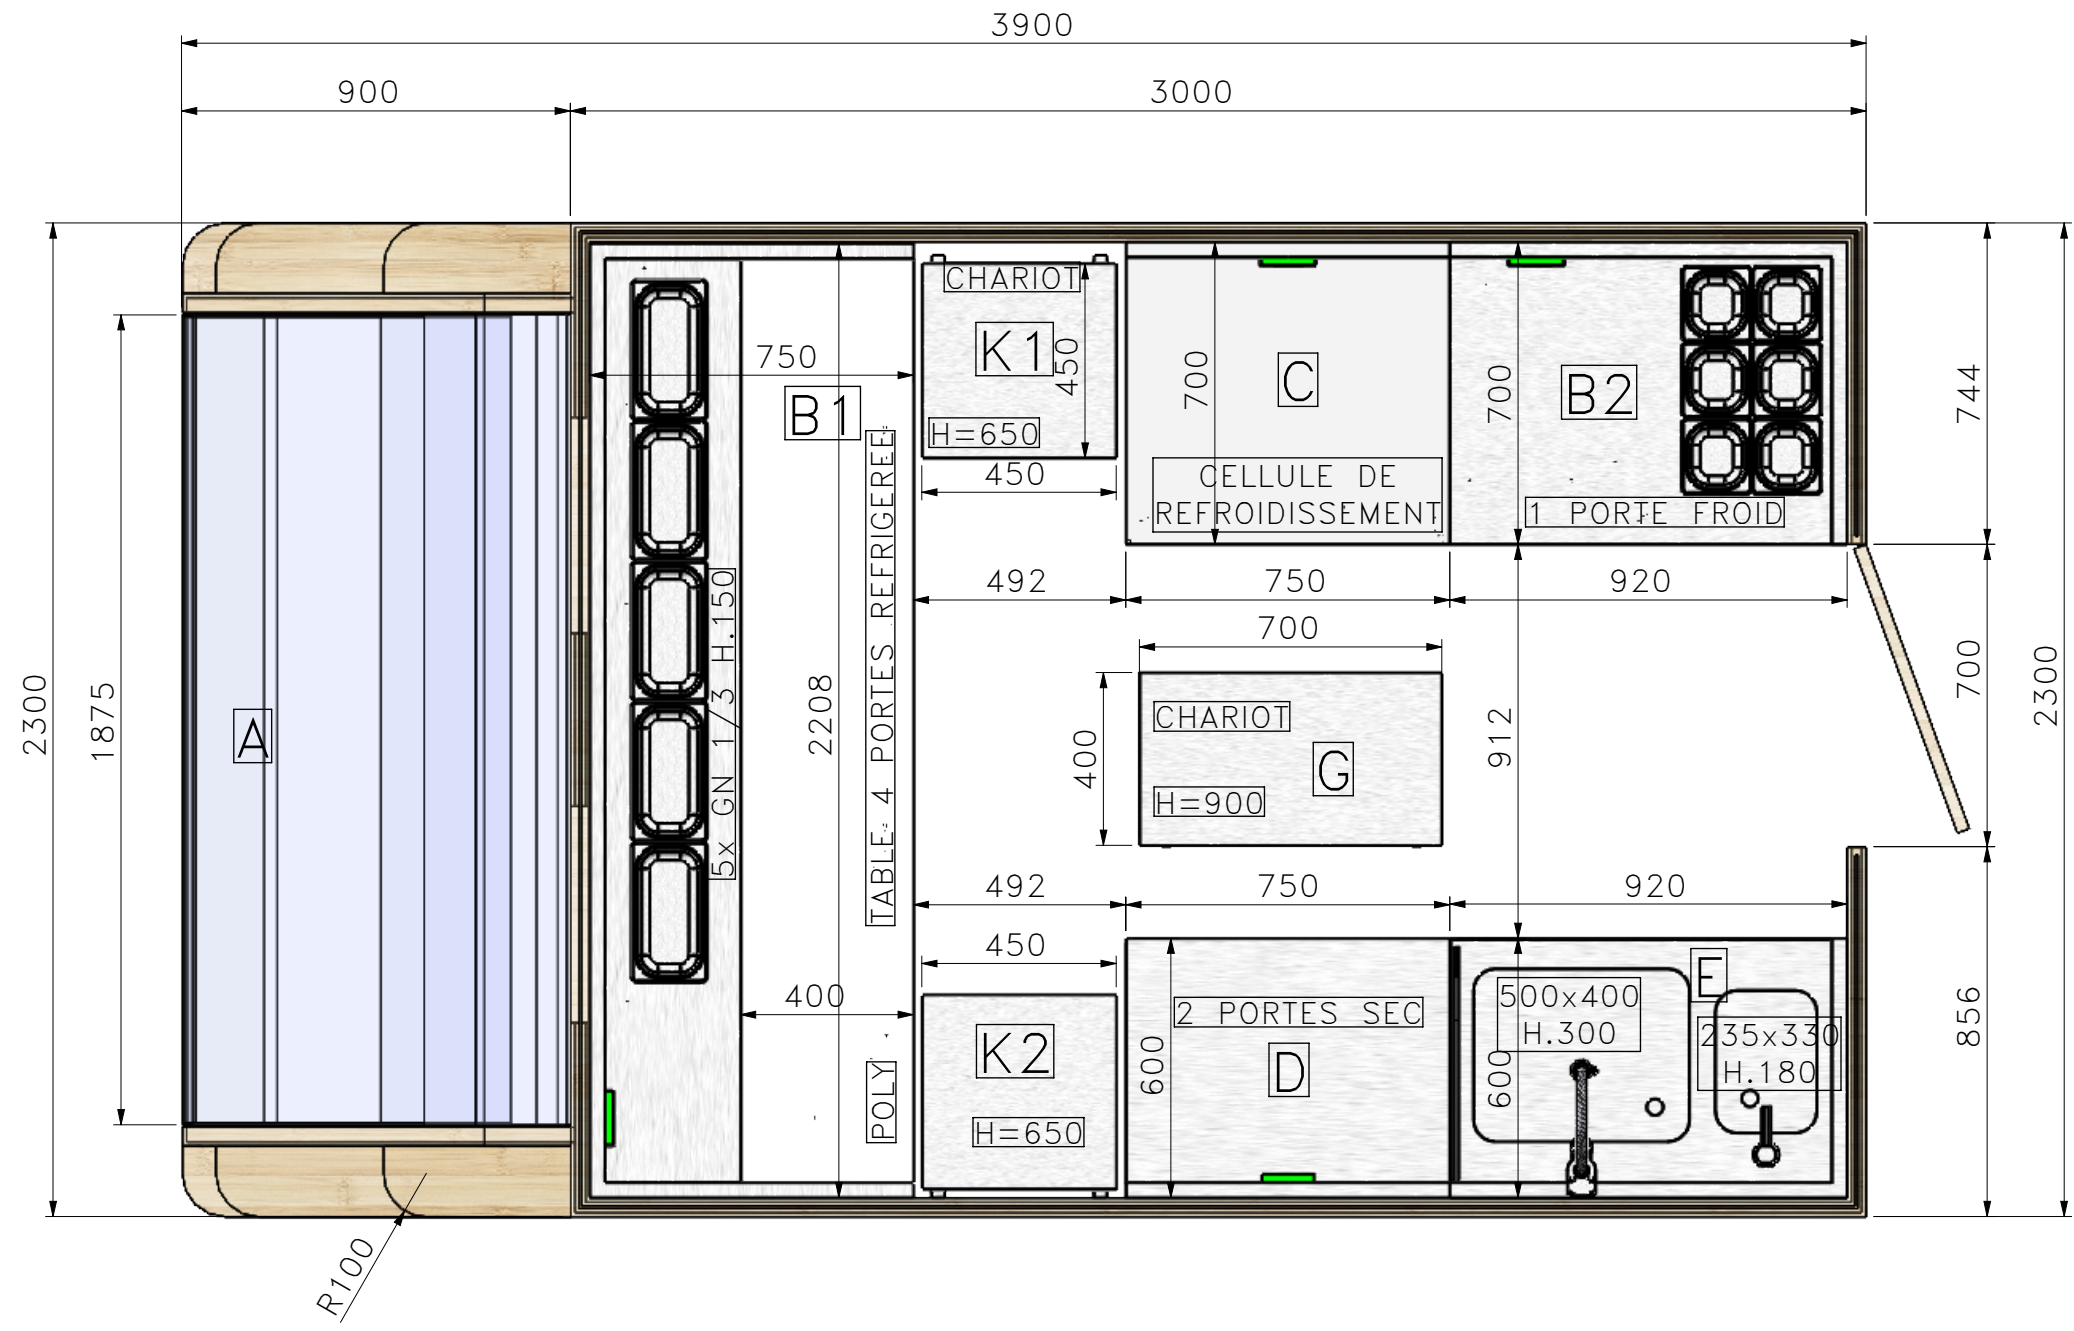 3900
900
3000
CHARIOT
K1
450
H=650
450
750
B1
700
C
CELLULE DE
REFROIDISSEMENT
700
B2
1 PORTE FROID
744
492
750
920
700
CHARIOT
G
H=900
400
912
700
2300
2300
1875
A
5x GN 1/3 H.150
2208
TABLE 4 PORTES REFRIGEREE
POLY
400
492
750
920
450
K2
H=650
600
2 PORTES SEC
D
E
500x400
H.300
600
235x330
H.180
856
R100